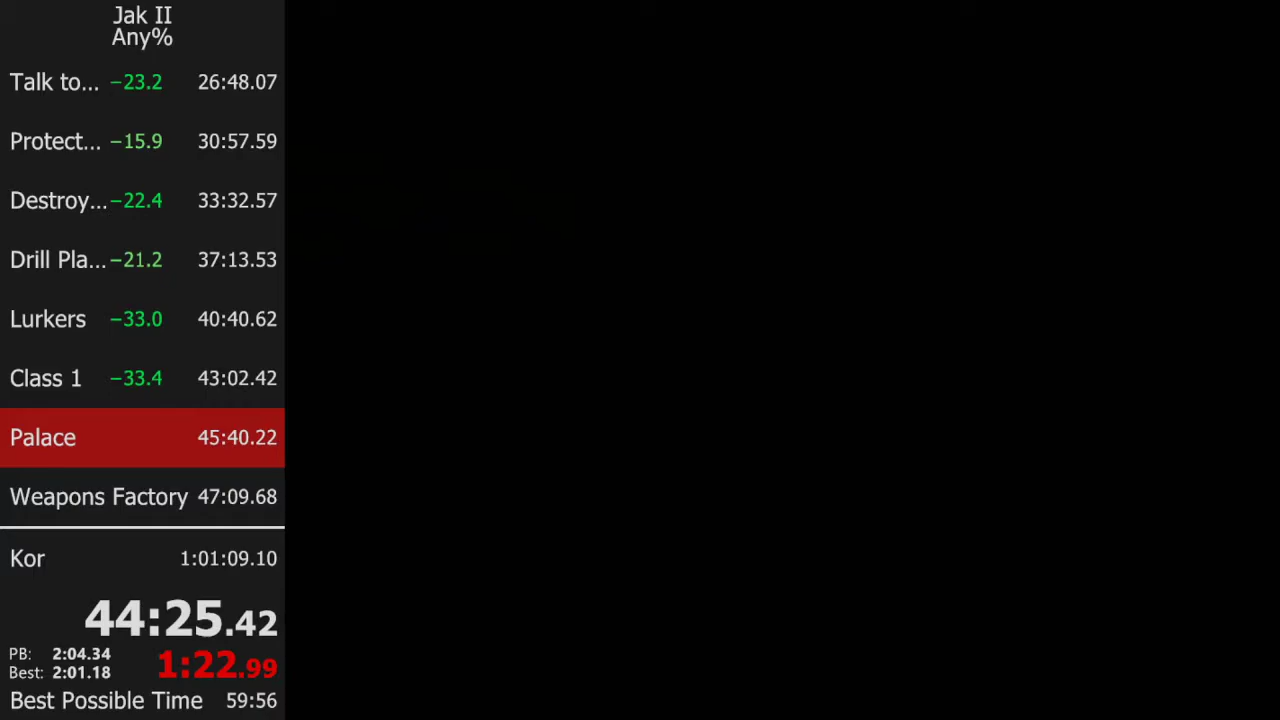 Jak II
Any%
Talk to... −23.2 26:48.07
Protect... −15.9 30:57.59
Destroy... −22.4 33:32.57
Drill Pla... −21.2 37:13.53
Lurkers −33.0 40:40.62
Class 1 −33.4 43:02.42
Palace 45:40.22
Weapons Factory 47:09.68
Kor 1:01:09.10
44:25.42
PB: 2:04.34
Best: 2:01.18
1:22.99
Best Possible Time 59:56